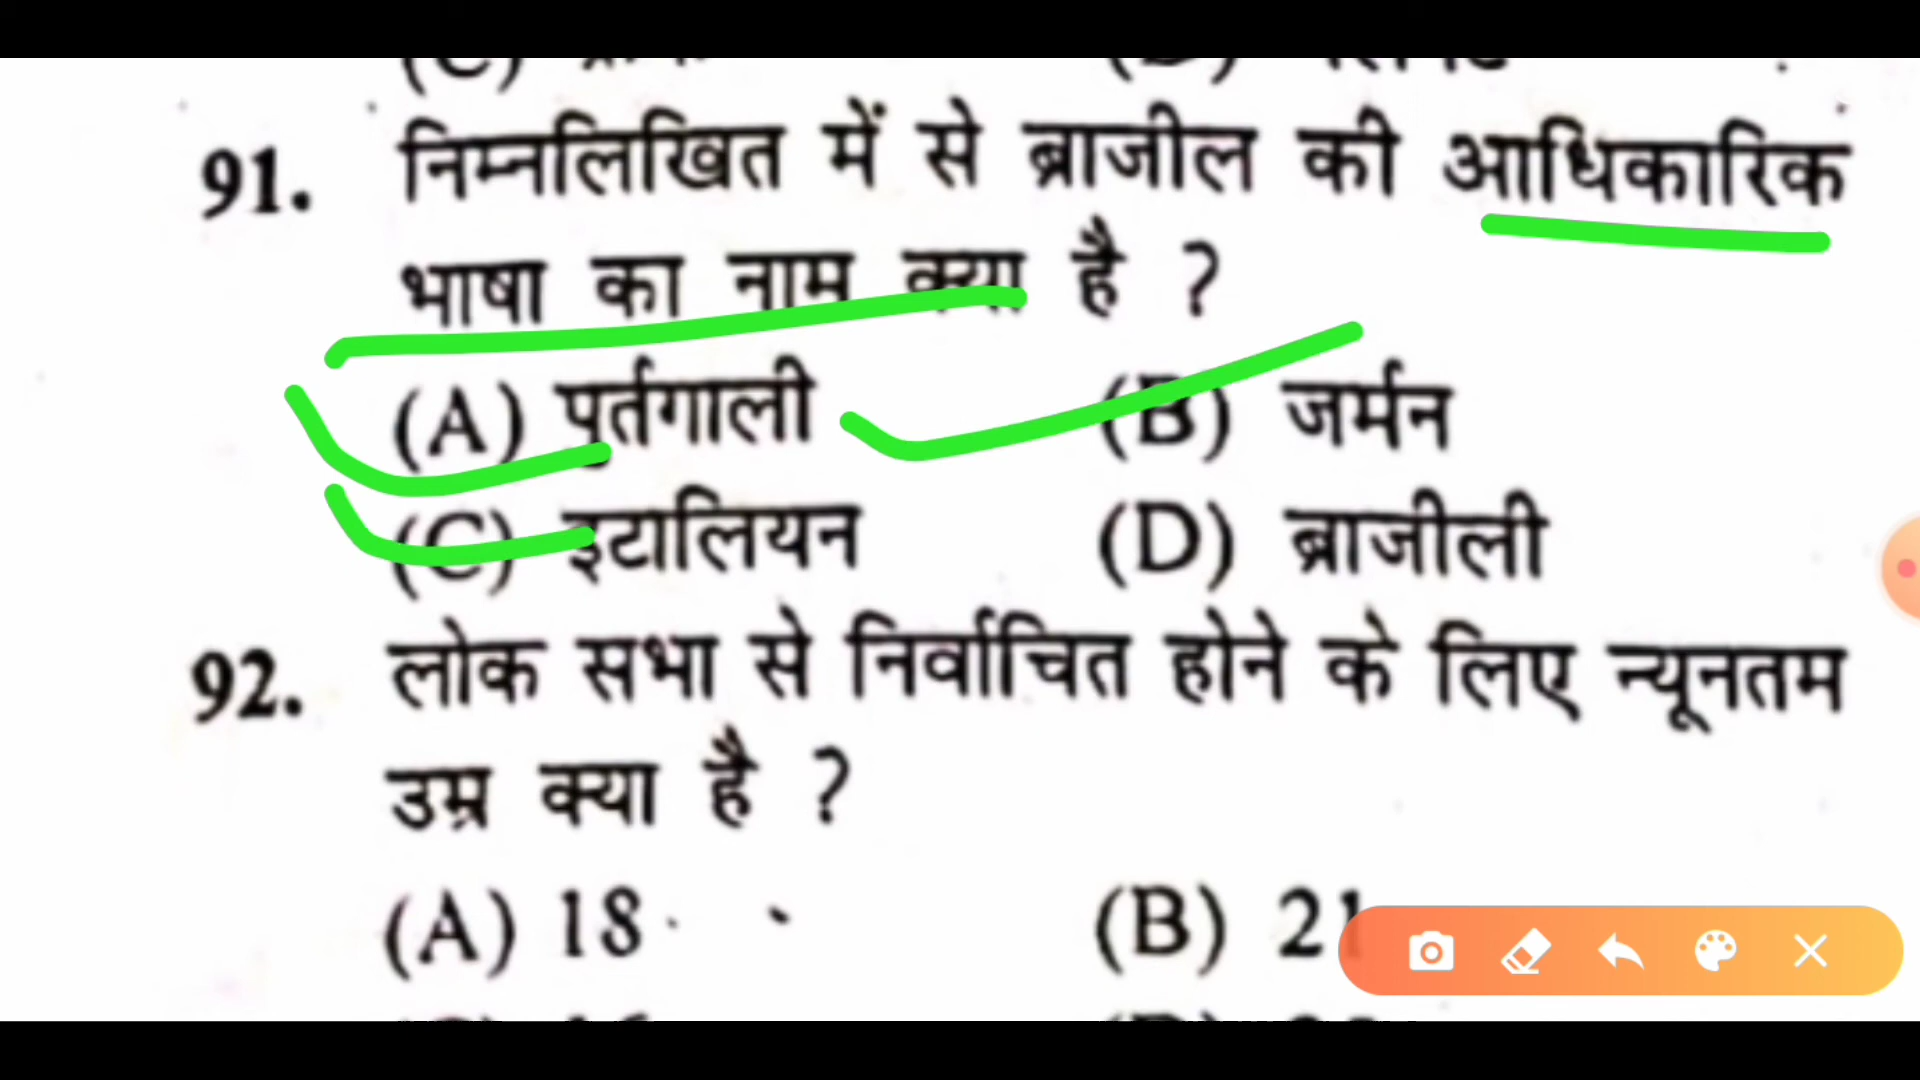 91. निम्नलिखित में से ब्राजील की आधिकारिक
भाषा का नाम क्या है ?
(A) पुर्तगाली (B) जर्मन
(C) इटालियन (D) ब्राजीली
92. लोक सभा से निर्वाचित होने के लिए न्यूनतम
उम्र क्या है ?
(A) 18 (B) 21